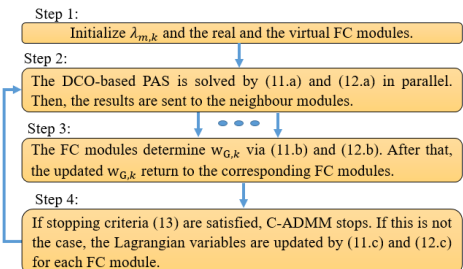 Step 1:
Initialize λm,k and the real and the virtual FC modules.
Step 2:
The DCO-based PAS is solved by (11.a) and (12.a) in parallel.
Then, the results are sent to the neighbour modules.
Step 3:
The FC modules determine wG,k via (11.b) and (12.b). After that,
the updated wG,k return to the corresponding FC modules.
Step 4:
If stopping criteria (13) are satisfied, C-ADMM stops. If this is not
the case, the Lagrangian variables are updated by (11.c) and (12.c)
for each FC module.